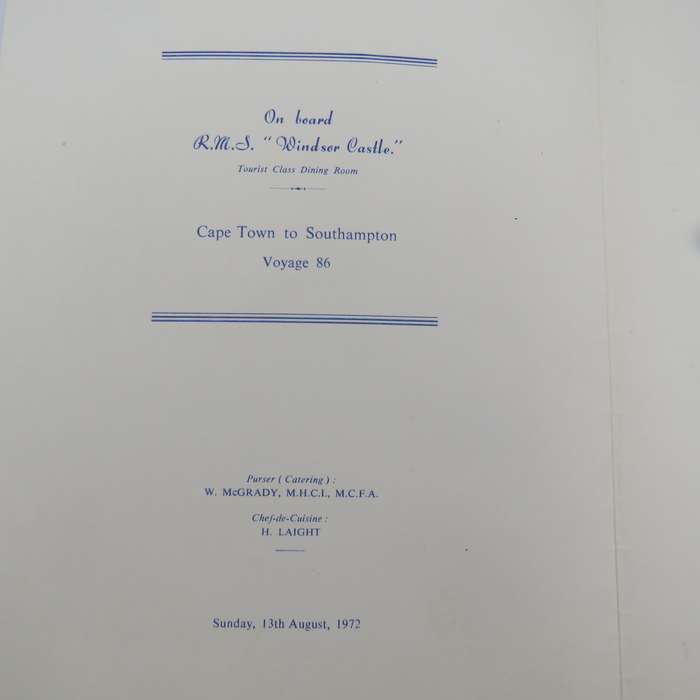 On board
R.M.S. "Windsor Castle."
Tourist Class Dining Room
Cape Town to Southampton
Voyage 86
Purser ( Catering ) :
W. McGRADY, M.H.C.I., M.C.F.A.
Chef-de-Cuisine :
H. LAIGHT
Sunday, 13th August, 1972